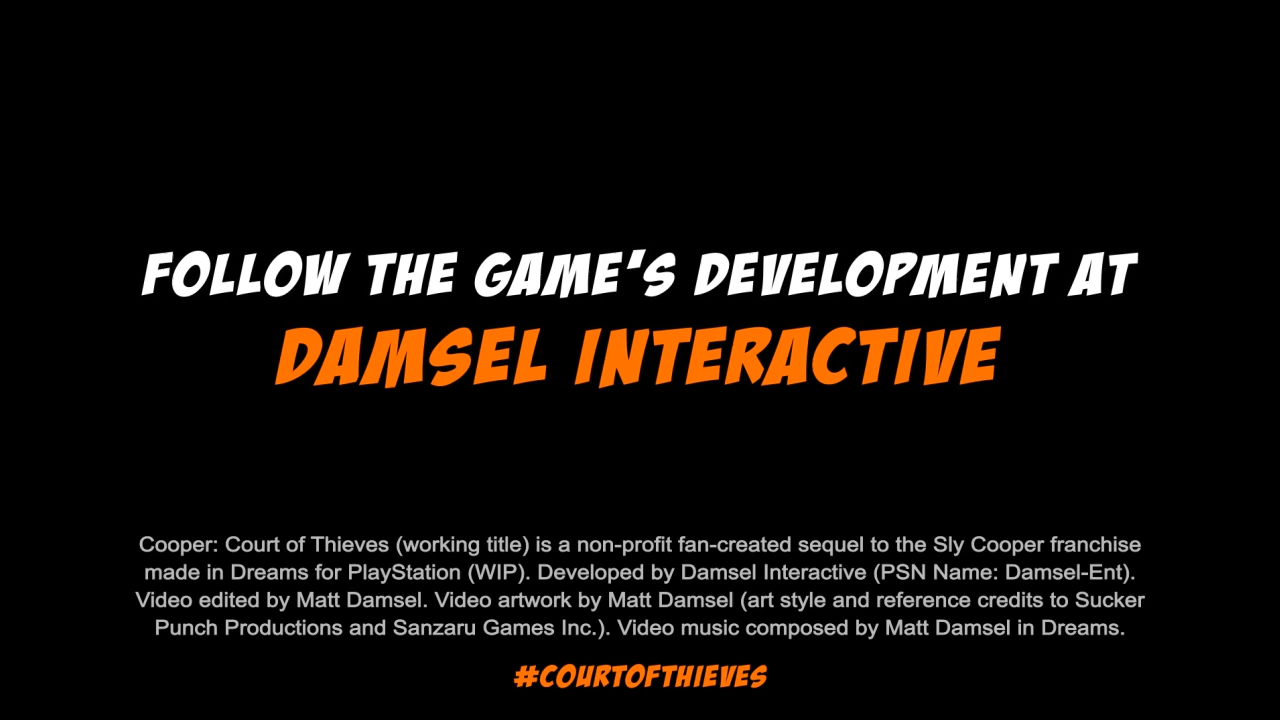 FOLLOW THE GAME'S DEVELOPMENT AT
DAMSEL INTERACTIVE
Cooper: Court of Thieves (working title) is a non-profit fan-created sequel to the Sly Cooper franchise
made in Dreams for PlayStation (WIP). Developed by Damsel Interactive (PSN Name: Damsel-Ent).
Video edited by Matt Damsel. Video artwork by Matt Damsel (art style and reference credits to Sucker
Punch Productions and Sanzaru Games Inc.). Video music composed by Matt Damsel in Dreams.
#COURTOFTHIEVES